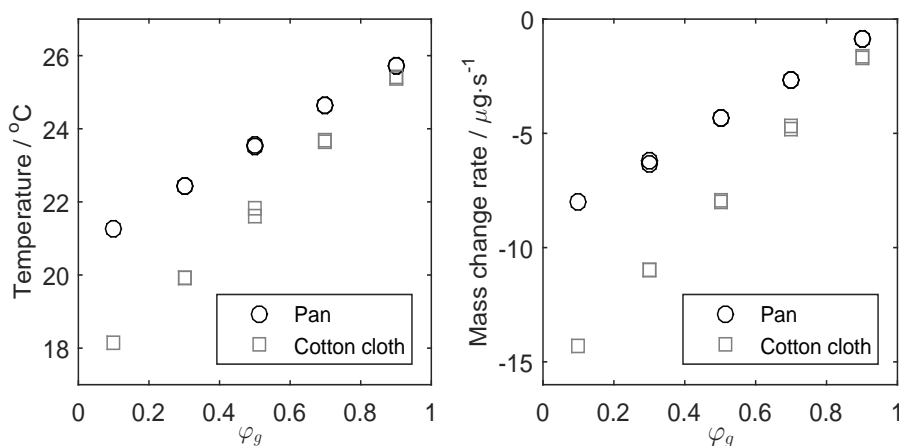 Temperature / °C
26
24
22
20
18
0
0.2
0.4
0.6
0.8
1
φg
Pan
Cotton cloth
Mass change rate / μg·s⁻¹
0
-5
-10
-15
0
0.2
0.4
0.6
0.8
1
φg
Pan
Cotton cloth